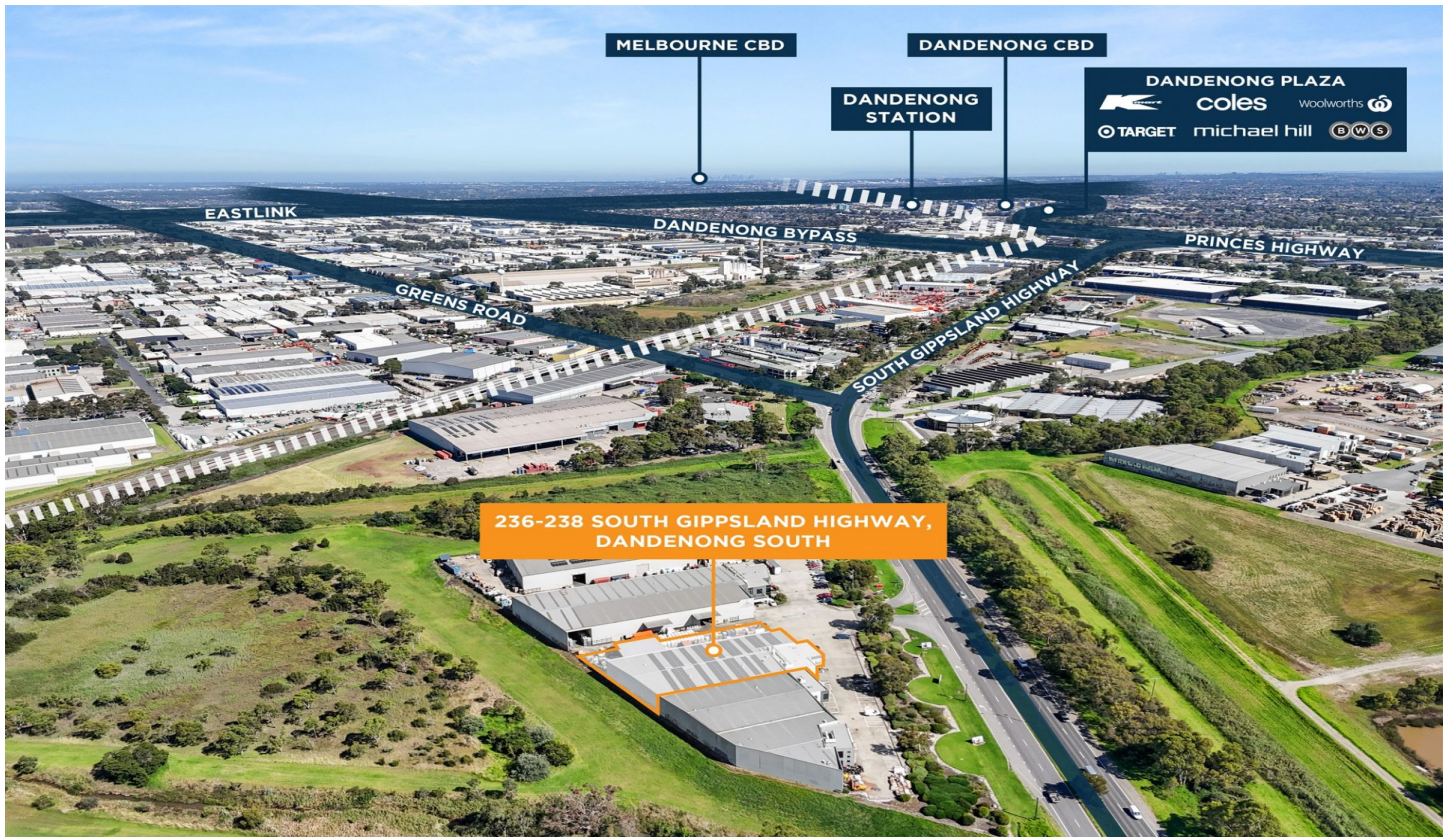 MELBOURNE CBD
DANDENONG CBD
DANDENONG
STATION
DANDENONG PLAZA
Kmart coles Woolworths
TARGET michael hill BWS
EASTLINK
DANDENONG BYPASS
PRINCES HIGHWAY
GREENS ROAD
SOUTH GIPPSLAND HIGHWAY
236-238 SOUTH GIPPSLAND HIGHWAY,
DANDENONG SOUTH